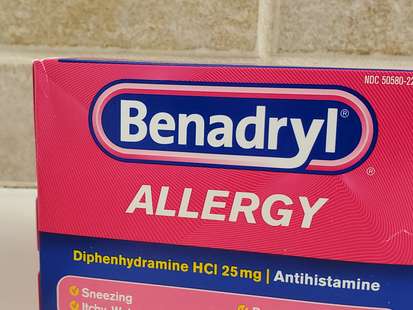 NDC 50580-22
Benadryl®
®
ALLERGY
Diphenhydramine HCl 25mg | Antihistamine
Sneezing
Itchy